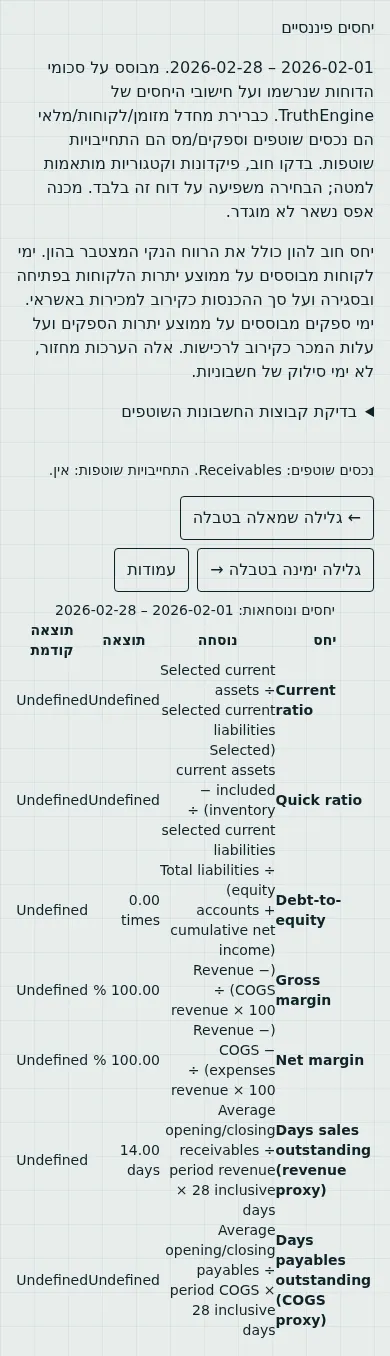 יחסים פיננסיים
2026-02-01 – 2026-02-28. מבוסס על סכומי
הדוחות שנרשמו ועל חישובי היחסים של
TruthEngine. כברירת מחדל מזומן/לקוחות/מלאי
הם נכסים שוטפים וספקים/מס הם התחייבויות
שוטפות. בדקו חוב, פיקדונות וקטגוריות מותאמות
למטה; הבחירה משפיעה על דוח זה בלבד. מכנה
אפס נשאר לא מוגדר.
יחס חוב להון כולל את הרווח הנקי המצטבר בהון. ימי
לקוחות מבוססים על ממוצע יתרות הלקוחות בפתיחה
ובסגירה ועל סך ההכנסות כקירוב למכירות באשראי.
ימי ספקים מבוססים על ממוצע יתרות הספקים ועל
עלות המכר כקירוב לרכישות. אלה הערכות מחזור,
לא ימי סילוק של חשבוניות.
◀ בדיקת קבוצות החשבונות השוטפים
נכסים שוטפים: Receivables. התחייבויות שוטפות: אין.
← גלילה שמאלה בטבלה
גלילה ימינה בטבלה →
עמודות
יחסים ונוסחאות: 2026-02-01 – 2026-02-28
יחס
נוסחה
תוצאה
תוצאה
קודמת
Current
ratio
Selected current
assets ÷
selected current
liabilities
Undefined
Undefined
Quick ratio
Selected)
current assets
− included
÷ (inventory
selected current
liabilities
Undefined
Undefined
Debt-to-
equity
Total liabilities ÷
(equity
accounts +
cumulative net
income)
0.00
times
Undefined
Gross
margin
Revenue −)
÷ (COGS
revenue × 100
% 100.00
Undefined
Net margin
Revenue −)
COGS −
÷ (expenses
revenue × 100
% 100.00
Undefined
Days sales
outstanding
(revenue
proxy)
Average
opening/closing
receivables ÷
period revenue
× 28 inclusive
days
14.00
days
Undefined
Days
payables
outstanding
(COGS
proxy)
Average
opening/closing
payables ÷
period COGS ×
28 inclusive
days
Undefined
Undefined